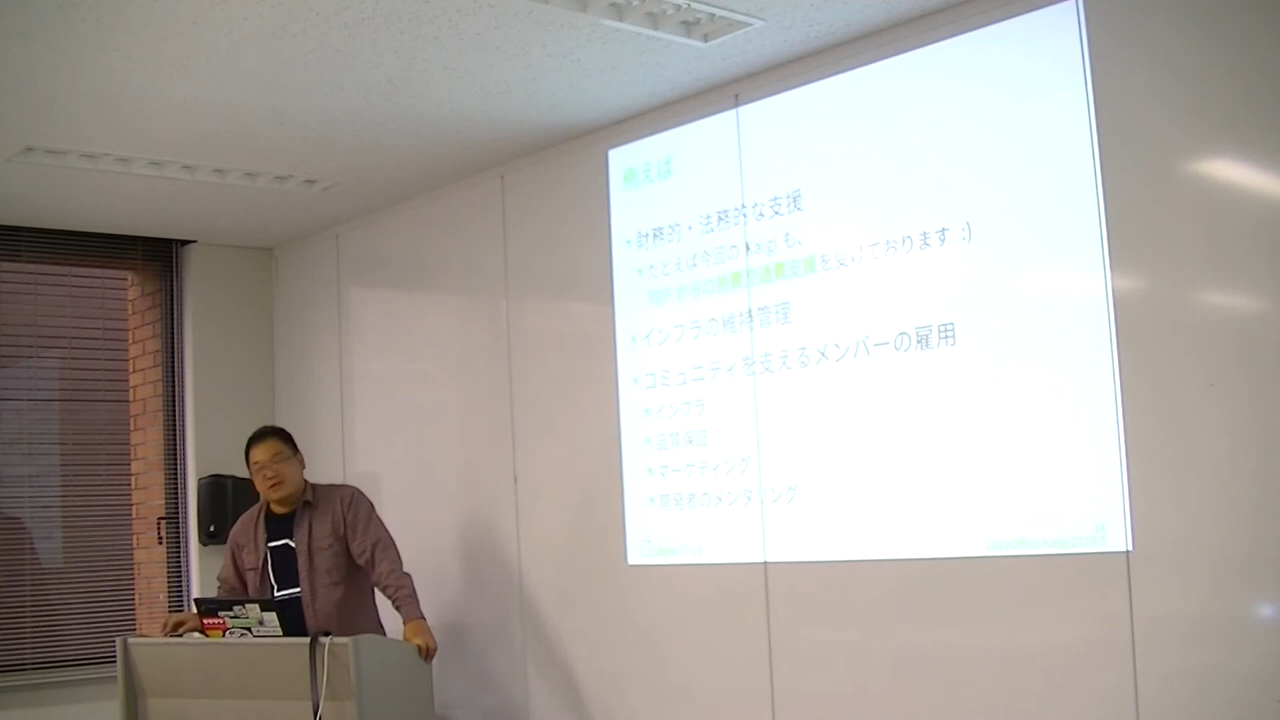 例えば
財務的・法務的な支援
たとえば今回の Kaigi も、
支援を受けております :)
インフラの維持管理
コミュニティを支えるメンバーの雇用
インフラ
品質保証
マーケティング
開発者のメンタリング